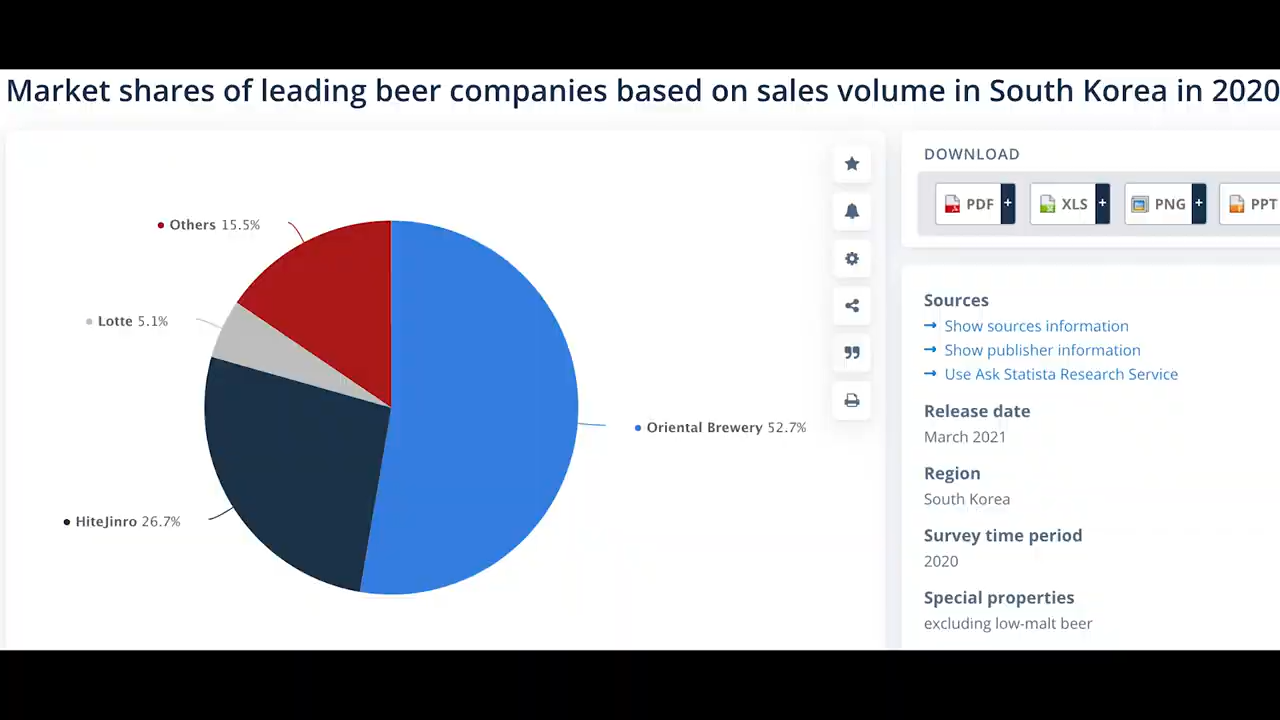 Market shares of leading beer companies based on sales volume in South Korea in 2020
Others 15.5%
Lotte 5.1%
HiteJinro 26.7%
Oriental Brewery 52.7%
DOWNLOAD
PDF + XLS + PNG + PPT
Sources
→ Show sources information
→ Show publisher information
→ Use Ask Statista Research Service
Release date
March 2021
Region
South Korea
Survey time period
2020
Special properties
excluding low-malt beer